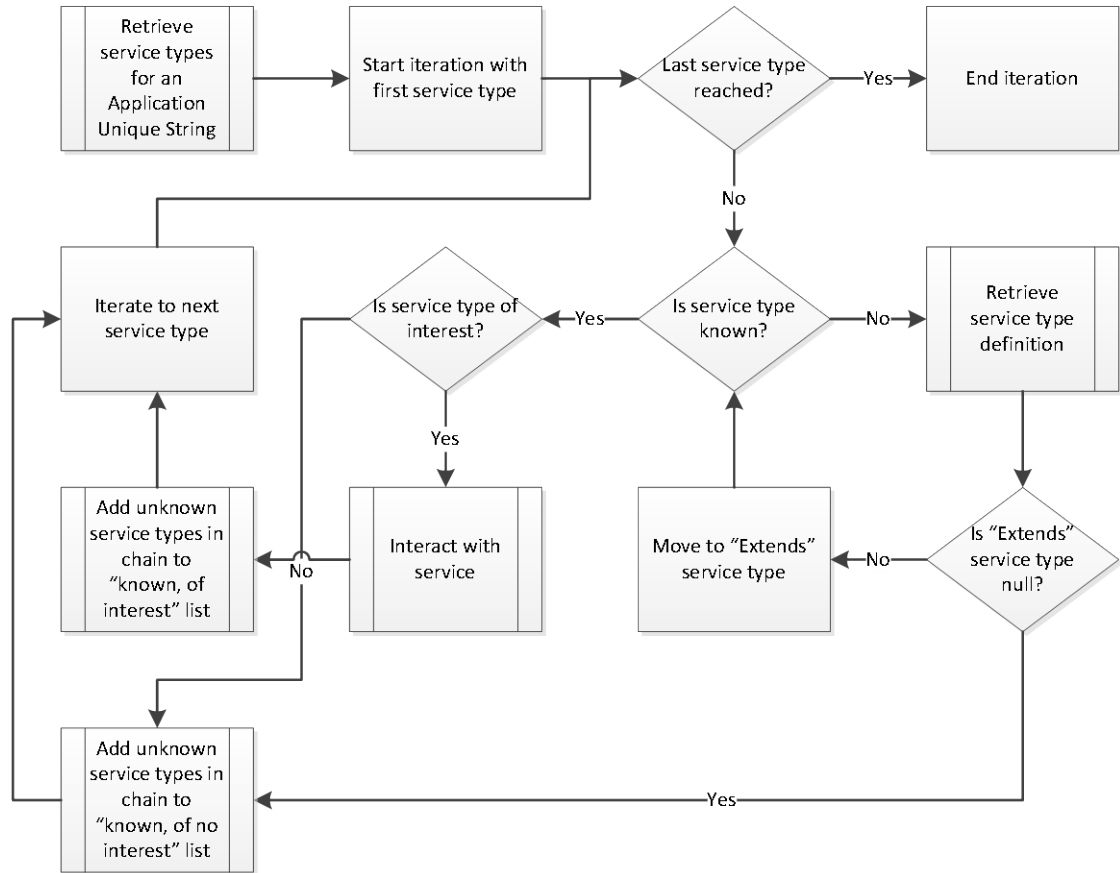 Retrieve
service types
for an
Application
Unique String
Start iteration with
first service type
Last service type
reached?
Yes
End iteration
No
Iterate to next
service type
Is service type of
interest?
Yes
Is service type
known?
No
Retrieve
service type
definition
Yes
Add unknown
service types in
chain to
“known, of
interest” list
No
Interact with
service
Move to “Extends”
service type
No
Is “Extends”
service type
null?
Add unknown
service types in
chain to
“known, of no
interest” list
Yes